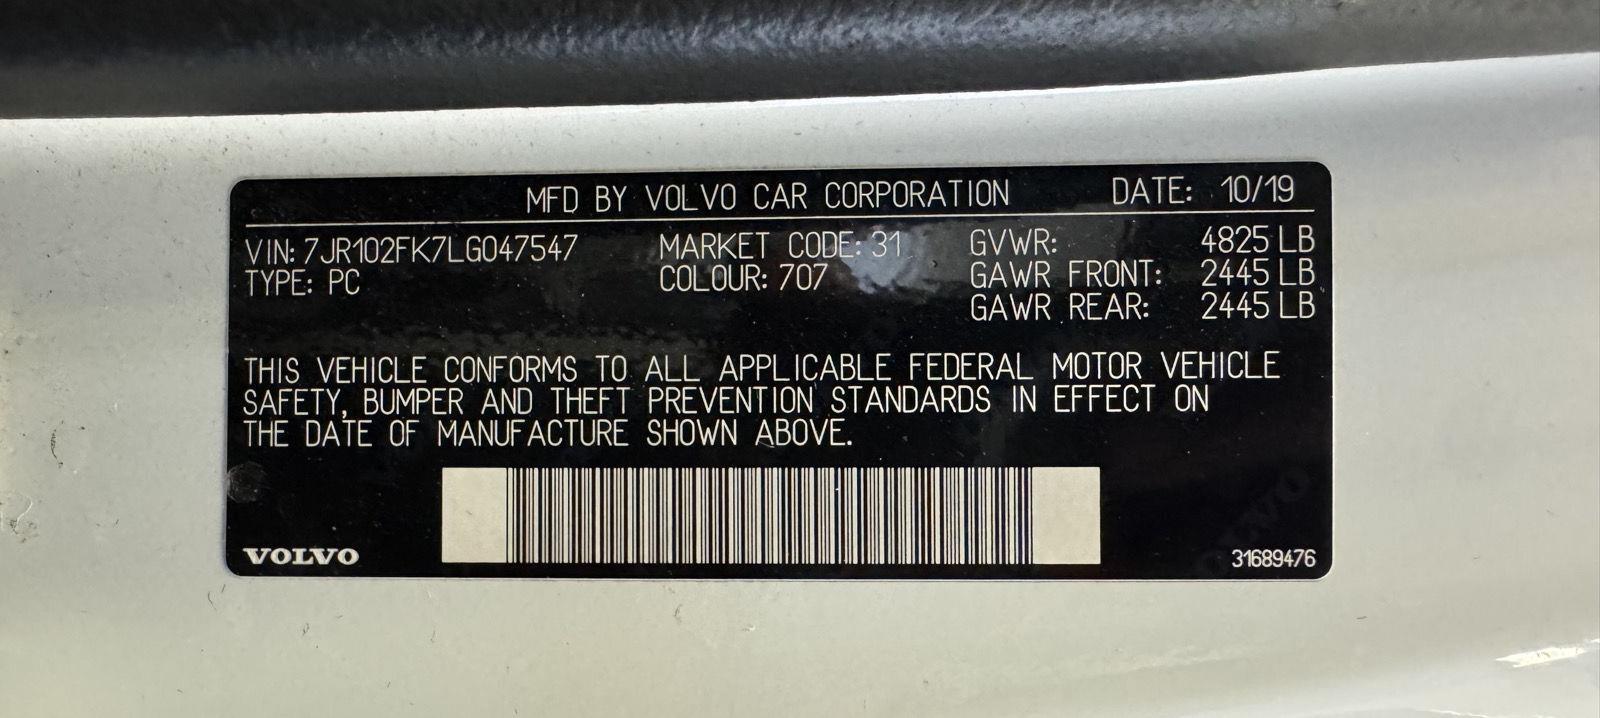 MFD BY VOLVO CAR CORPORATION DATE: 10/19
VIN: 7JR102FK7LG047547 MARKET CODE: 31 GVWR: 4825 LB
TYPE: PC COLOUR: 707 GAWR FRONT: 2445 LB
GAWR REAR: 2445 LB
THIS VEHICLE CONFORMS TO ALL APPLICABLE FEDERAL MOTOR VEHICLE
SAFETY, BUMPER AND THEFT PREVENTION STANDARDS IN EFFECT ON
THE DATE OF MANUFACTURE SHOWN ABOVE.
VOLVO
VOLVO
31689476